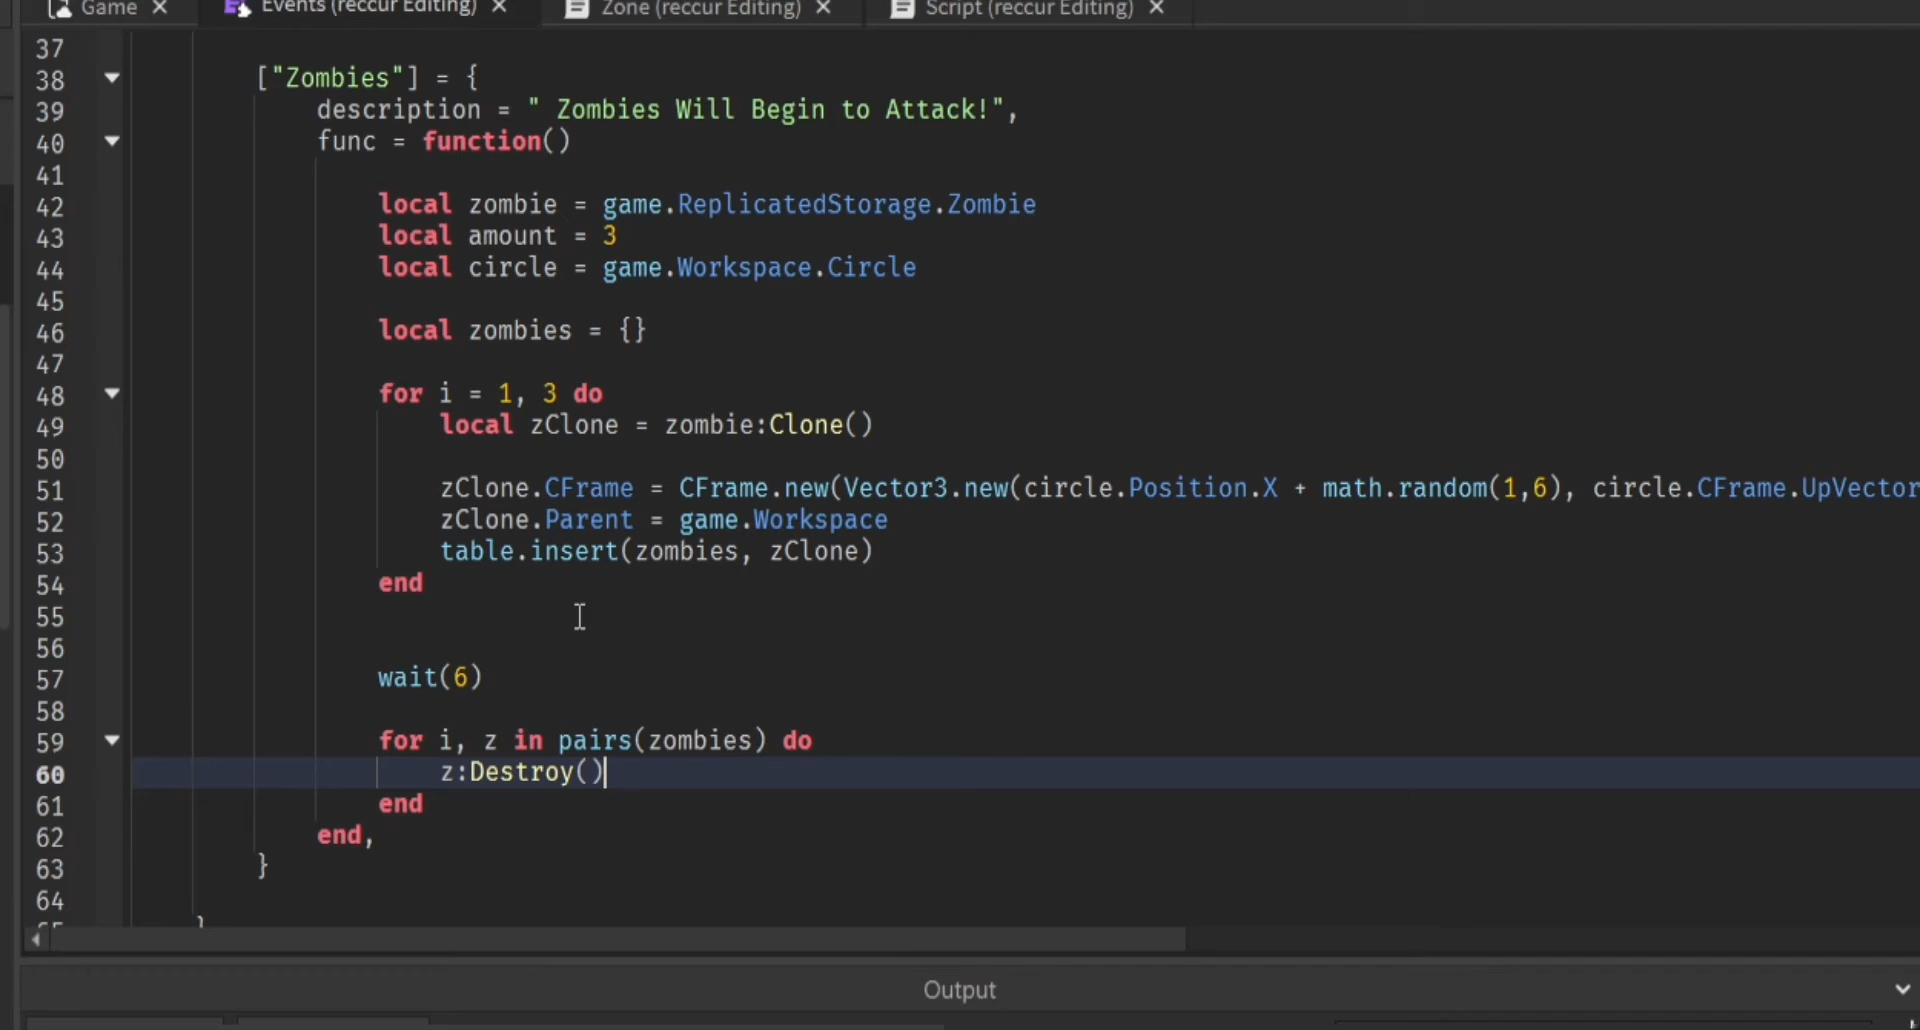 Game
Events (reccur Editing)
Zone (reccur Editing)
Script (reccur Editing)
37
38 ["Zombies"] = {
39 description = " Zombies Will Begin to Attack!",
40 func = function()
41
42 local zombie = game.ReplicatedStorage.Zombie
43 local amount = 3
44 local circle = game.Workspace.Circle
45
46 local zombies = {}
47
48 for i = 1, 3 do
49 local zClone = zombie:Clone()
50
51 zClone.CFrame = CFrame.new(Vector3.new(circle.Position.X + math.random(1,6), circle.CFrame.UpVector
52 zClone.Parent = game.Workspace
53 table.insert(zombies, zClone)
54 end
55
56
57 wait(6)
58
59 for i, z in pairs(zombies) do
60 z:Destroy()
61 end
62 end,
63 }
64
Output